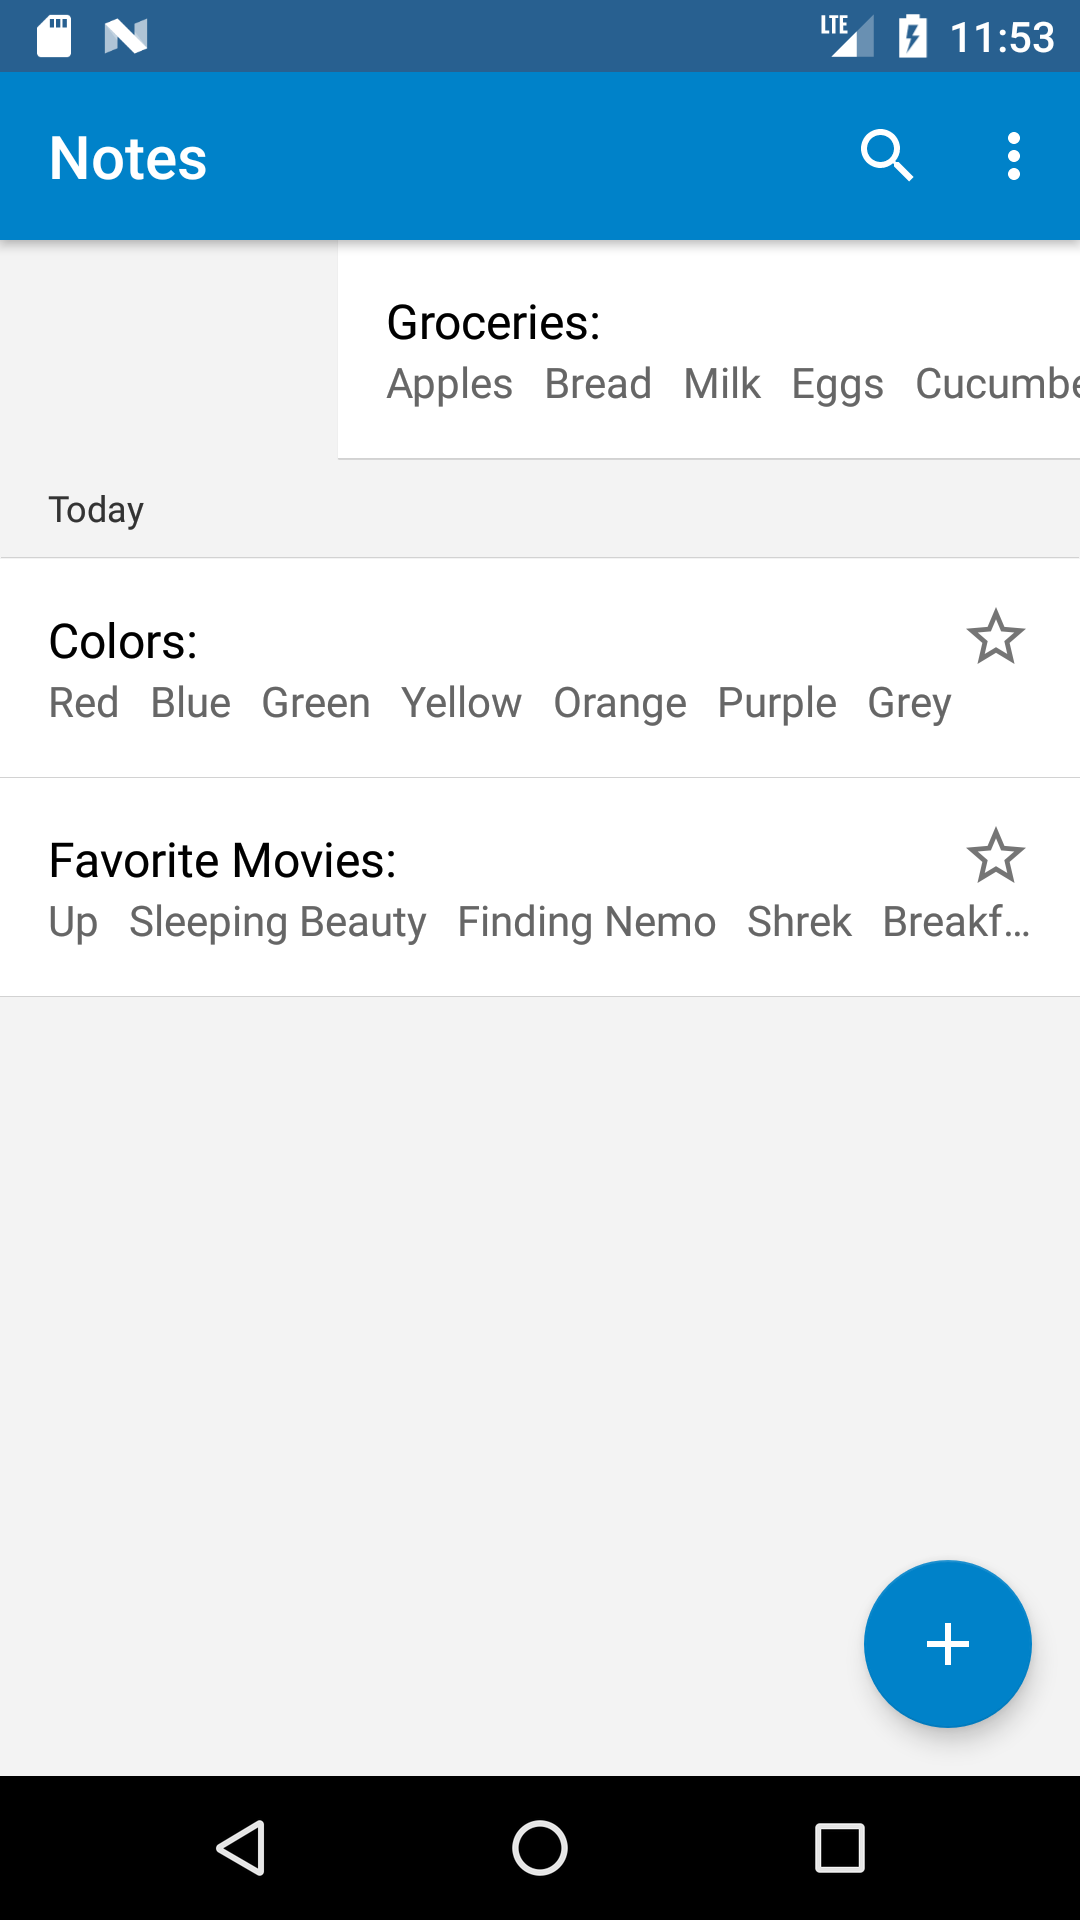 LTE 11:53
Notes
Groceries:
Apples Bread Milk Eggs Cucumbe
Today
Colors:
Red Blue Green Yellow Orange Purple Grey
Favorite Movies:
Up Sleeping Beauty Finding Nemo Shrek Breakf...